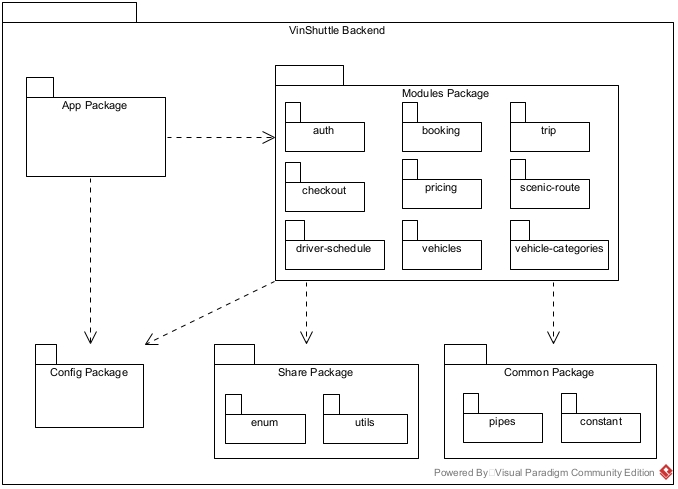 VinShuttle Backend
App Package
Modules Package
auth
booking
trip
checkout
pricing
scenic-route
driver-schedule
vehicles
vehicle-categories
Config Package
Share Package
Common Package
enum
utils
pipes
constant
Powered By Visual Paradigm Community Edition